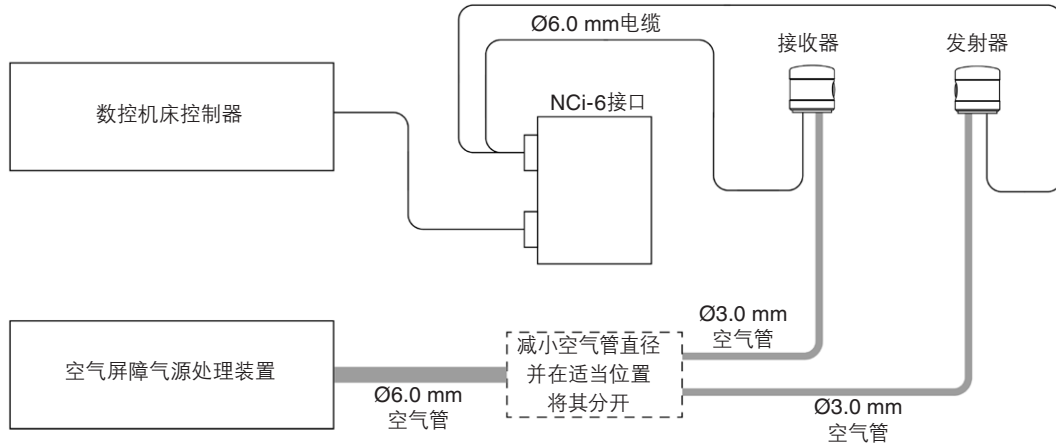 Ø6.0 mm电缆
接收器
发射器
数控机床控制器
NCi-6接口
Ø3.0 mm
空气管
空气屏障气源处理装置
减小空气管直径
并在适当位置
将其分开
Ø6.0 mm
空气管
Ø3.0 mm
空气管